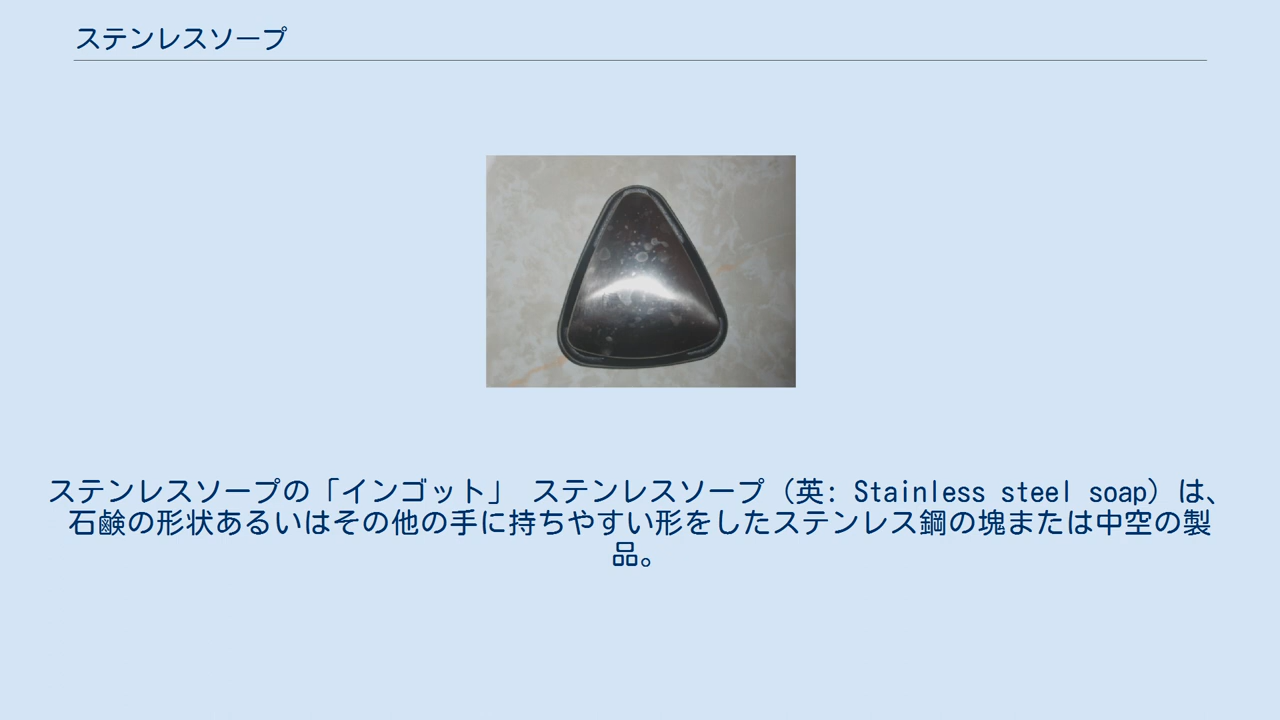 ステンレスソープ
ステンレスソープの「インゴット」 ステンレスソープ（英: Stainless steel soap）は、
石鹸の形状あるいはその他の手に持ちやすい形をしたステンレス鋼の塊または中空の製
品。